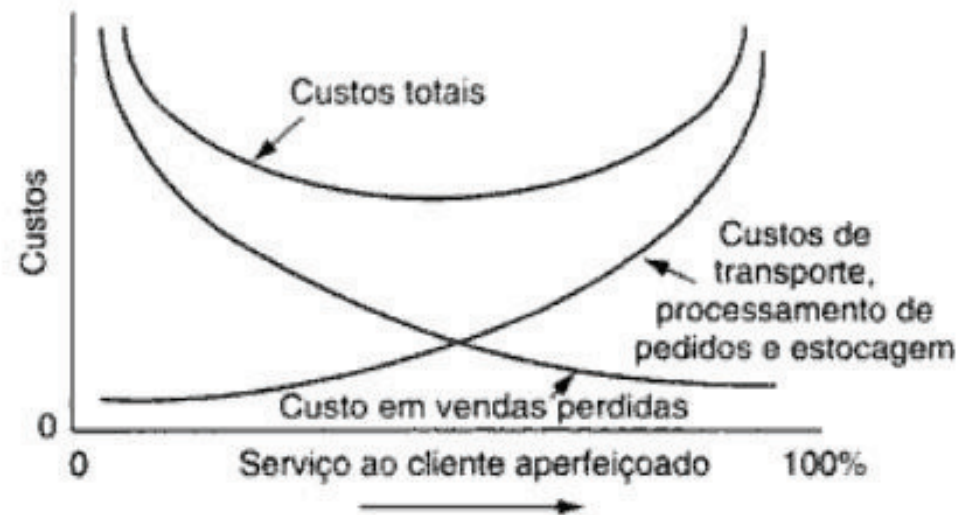 Custos totais
Custos
Custos de
transporte,
processamento de
pedidos e estocagem
Custo em vendas perdidas
0
0
Serviço ao cliente aperfeiçoado
100%